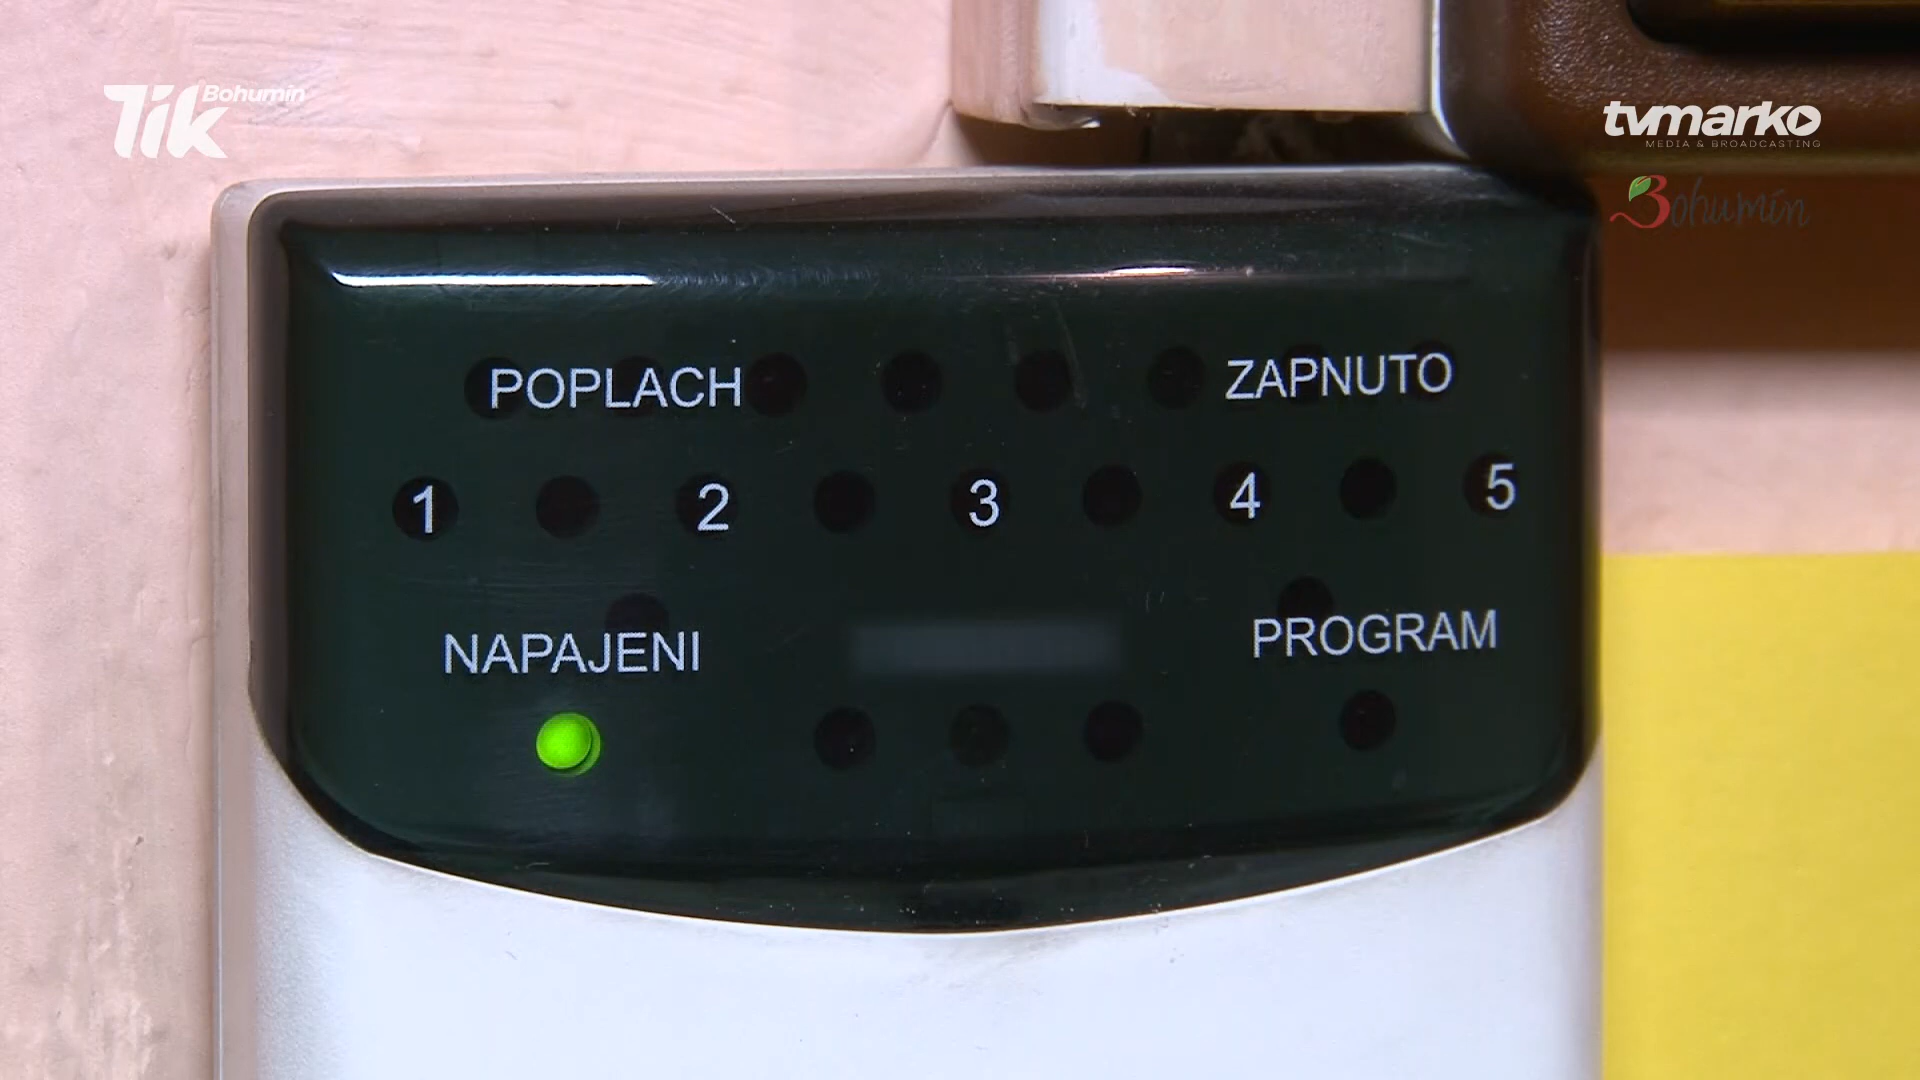 Tik Bohumín
tvmarko
MEDIA & BROADCASTING
Bohumín
POPLACH ZAPNUTO
1 2 3 4 5
NAPAJENI PROGRAM